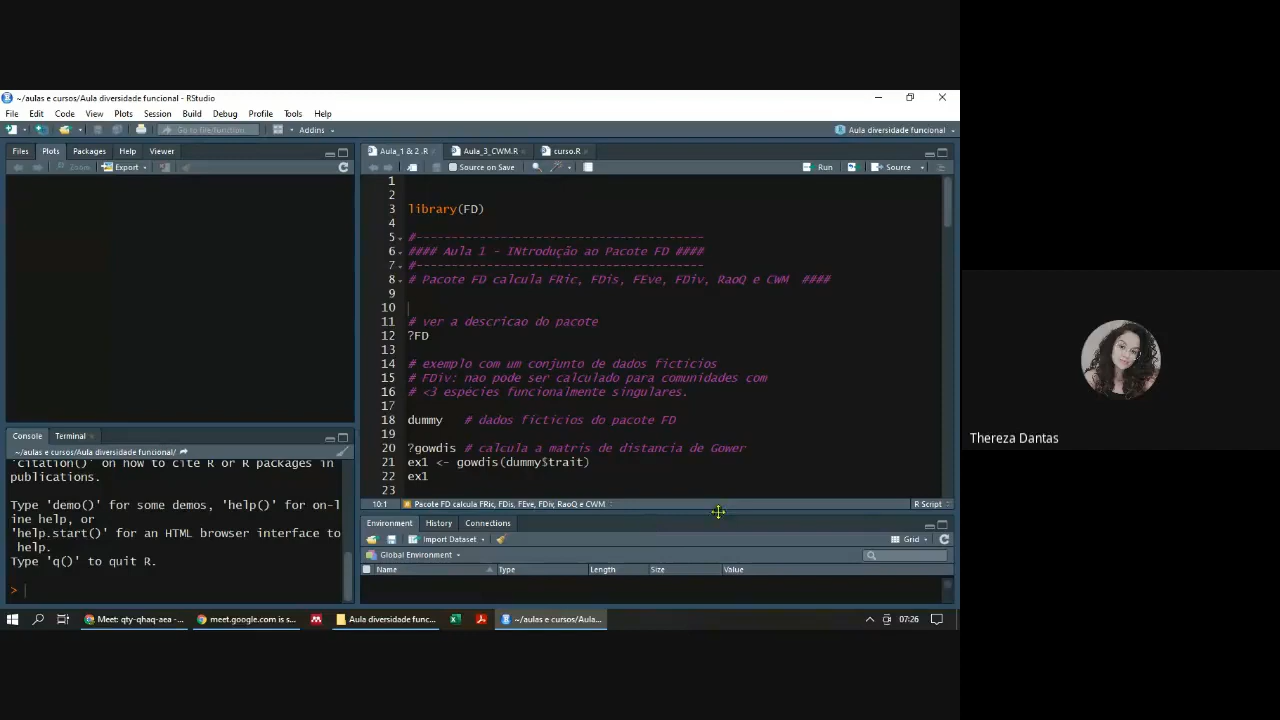 ~/aulas e cursos/Aula diversidade funcional - RStudio
File Edit Code View Plots Session Build Debug Profile Tools Help
Go to file/function Addins Aula diversidade funcional
Files Plots Packages Help Viewer
Zoom Export
Aula_1 & 2.R Aula_3_CWM.R curso.R
Source on Save Run Source
1
2
3 library(FD)
4
5 #-----------------------------------------
6 #### Aula 1 - INtrodução ao Pacote FD ####
7 #-----------------------------------------
8 # Pacote FD calcula FRic, FDis, FEve, FDiv, RaoQ e CWM ####
9
10
11 # ver a descricao do pacote
12 ?FD
13
14 # exemplo com um conjunto de dados ficticios
15 # FDiv: nao pode ser calculado para comunidades com
16 # <3 espécies funcionalmente singulares.
17
18 dummy # dados ficticios do pacote FD
19
20 ?gowdis # calcula a matris de distancia de Gower
21 ex1 <- gowdis(dummy$trait)
22 ex1
23
10:1 Pacote FD calcula FRic, FDis, FEve, FDiv, RaoQ e CWM R Script
Console Terminal
~/aulas e cursos/Aula diversidade funcional/
'citation()' on how to cite R or R packages in
publications.
Type 'demo()' for some demos, 'help()' for on-
line help, or
'help.start()' for an HTML browser interface to
help.
Type 'q()' to quit R.
>
Environment History Connections
Import Dataset Grid
Global Environment
Name Type Length Size Value
Meet: qty-qhaq-aea -... meet.google.com is s... Aula diversidade func... ~/aulas e cursos/Aula... 07:26
Thereza Dantas